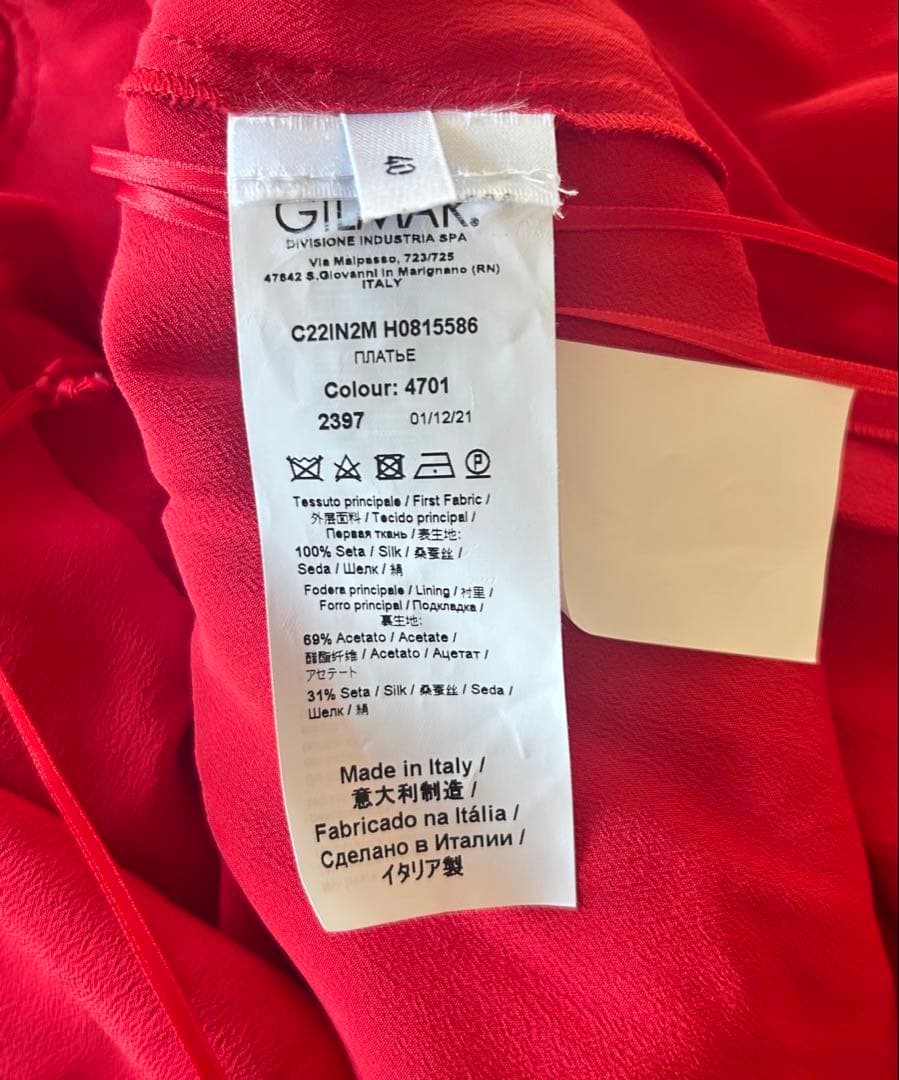 40
GILMAR®
DIVISIONE INDUSTRIA SPA
Via Malpasso, 723/725
47842 S.Giovanni in Marignano (RN)
ITALY
C22IN2M H0815586
ПЛАТЬЕ
Colour: 4701
2397 01/12/21
Tessuto principale / First Fabric /
外层面料 / Tecido principal /
Первая ткань / 表生地:
100% Seta / Silk / 桑蚕丝 /
Seda / Шелк / 絹
Fodera principale / Lining / 衬里 /
Forro principal / Подкладка /
裏生地:
69% Acetato / Acetate /
醋酯纤维 / Acetato / Ацетат /
アセテート
31% Seta / Silk / 桑蚕丝 / Seda /
Шелк / 絹
Made in Italy /
意大利制造 /
Fabricado na Itália /
Сделано в Италии /
イタリア製